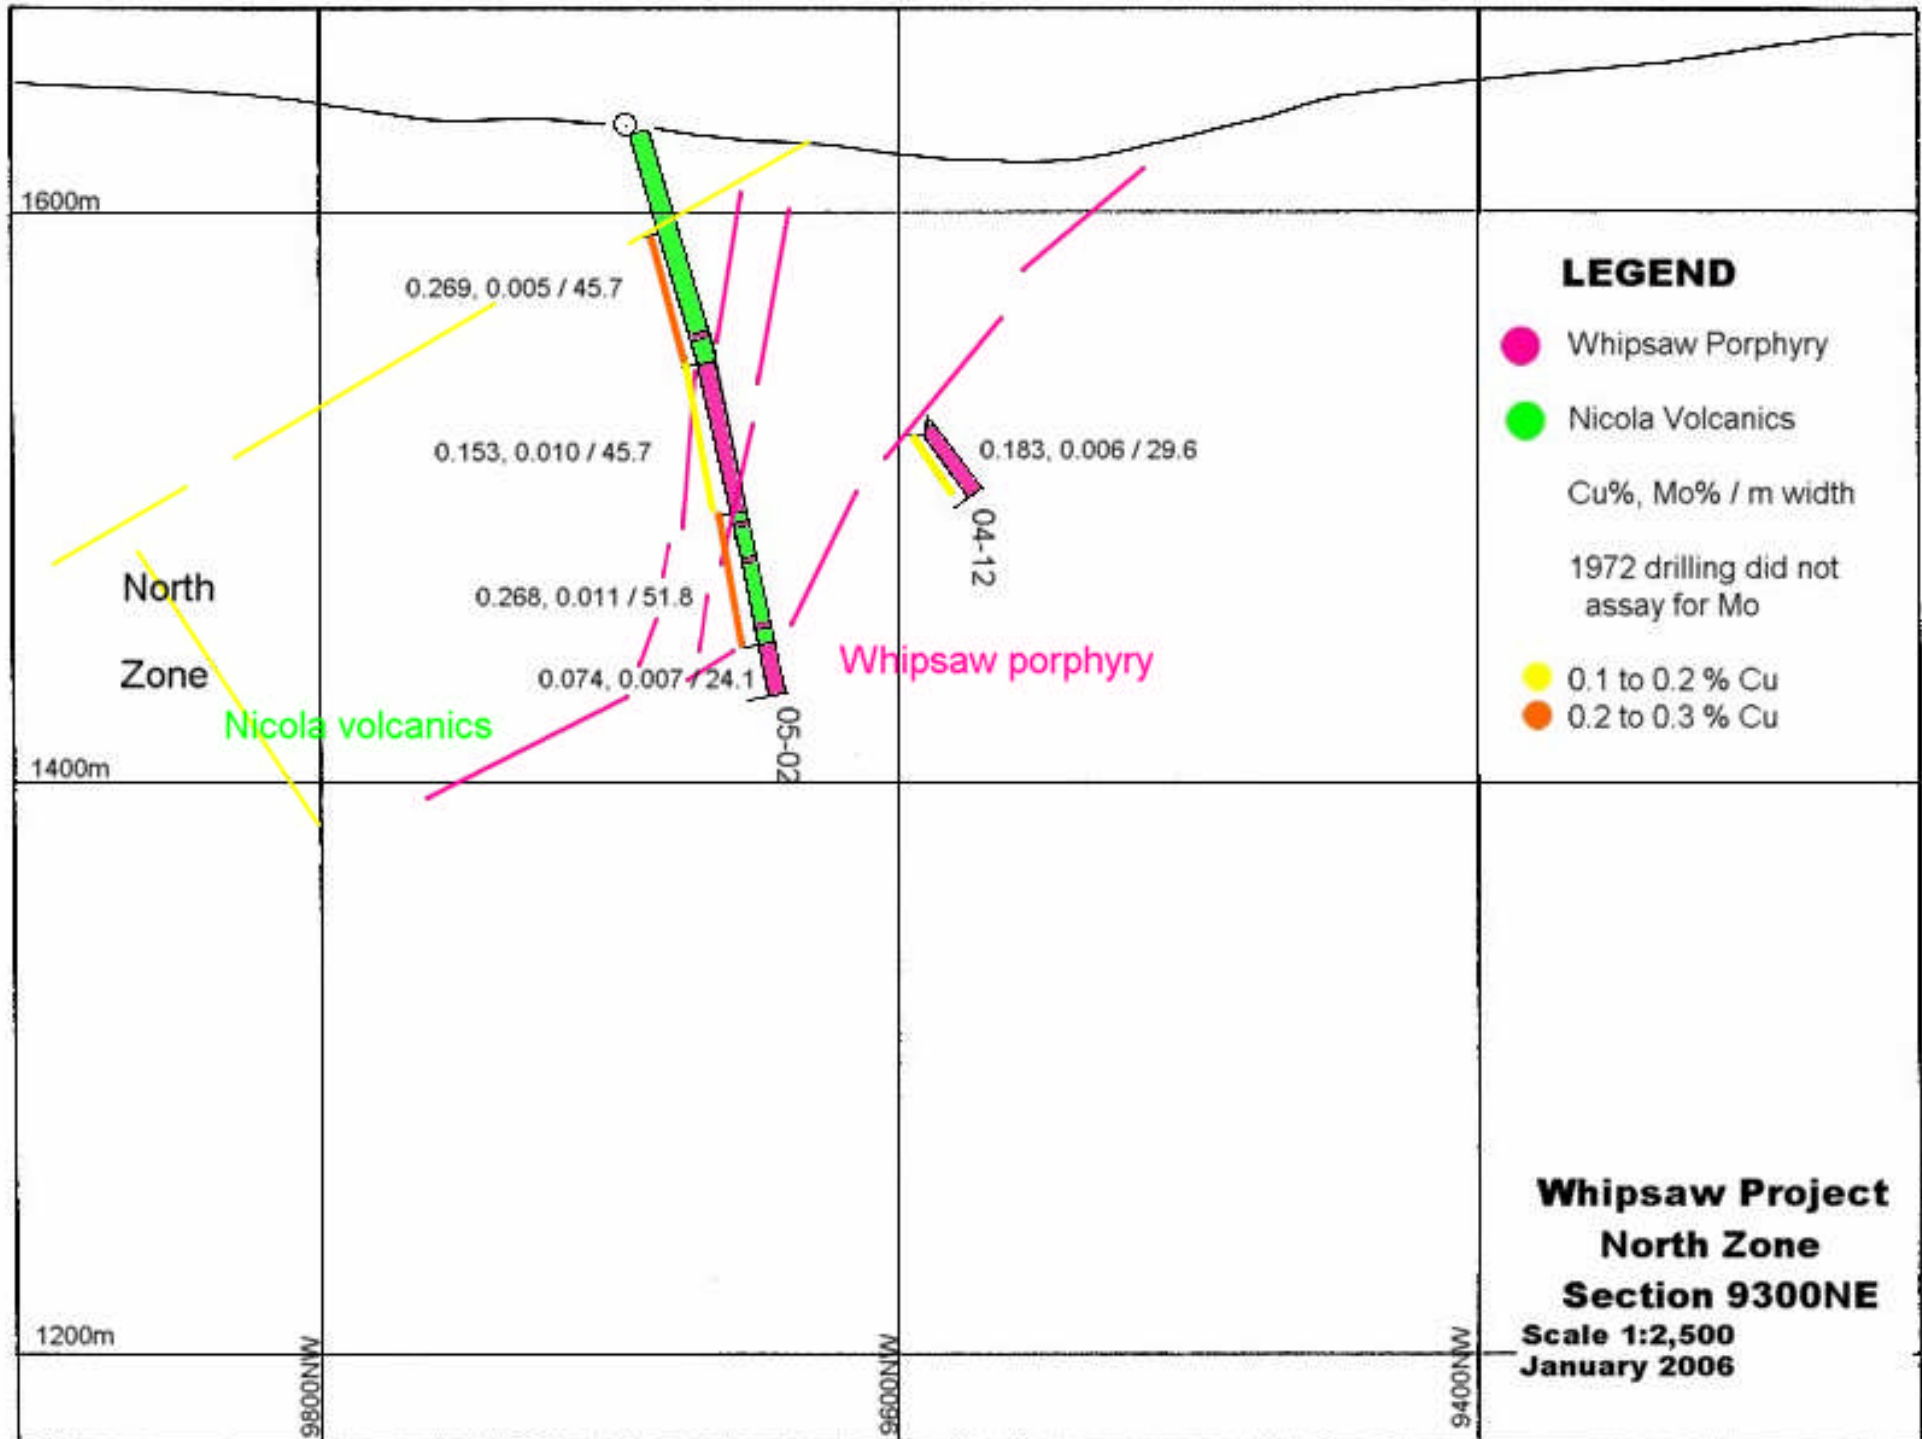 1600m
0.269, 0.005 / 45.7
LEGEND
Whipsaw Porphyry
Nicola Volcanics
0.153, 0.010 / 45.7
0.183, 0.006 / 29.6
Cu%, Mo% / m width
04-12
1972 drilling did not
assay for Mo
North
Zone
0.268, 0.011 / 51.8
0.074, 0.007 / 24.1
Whipsaw porphyry
0.1 to 0.2 % Cu
0.2 to 0.3 % Cu
Nicola volcanics
05-02
1400m
Whipsaw Project
North Zone
Section 9300NE
Scale 1:2,500
January 2006
1200m
9800NW
9600NW
9400NW